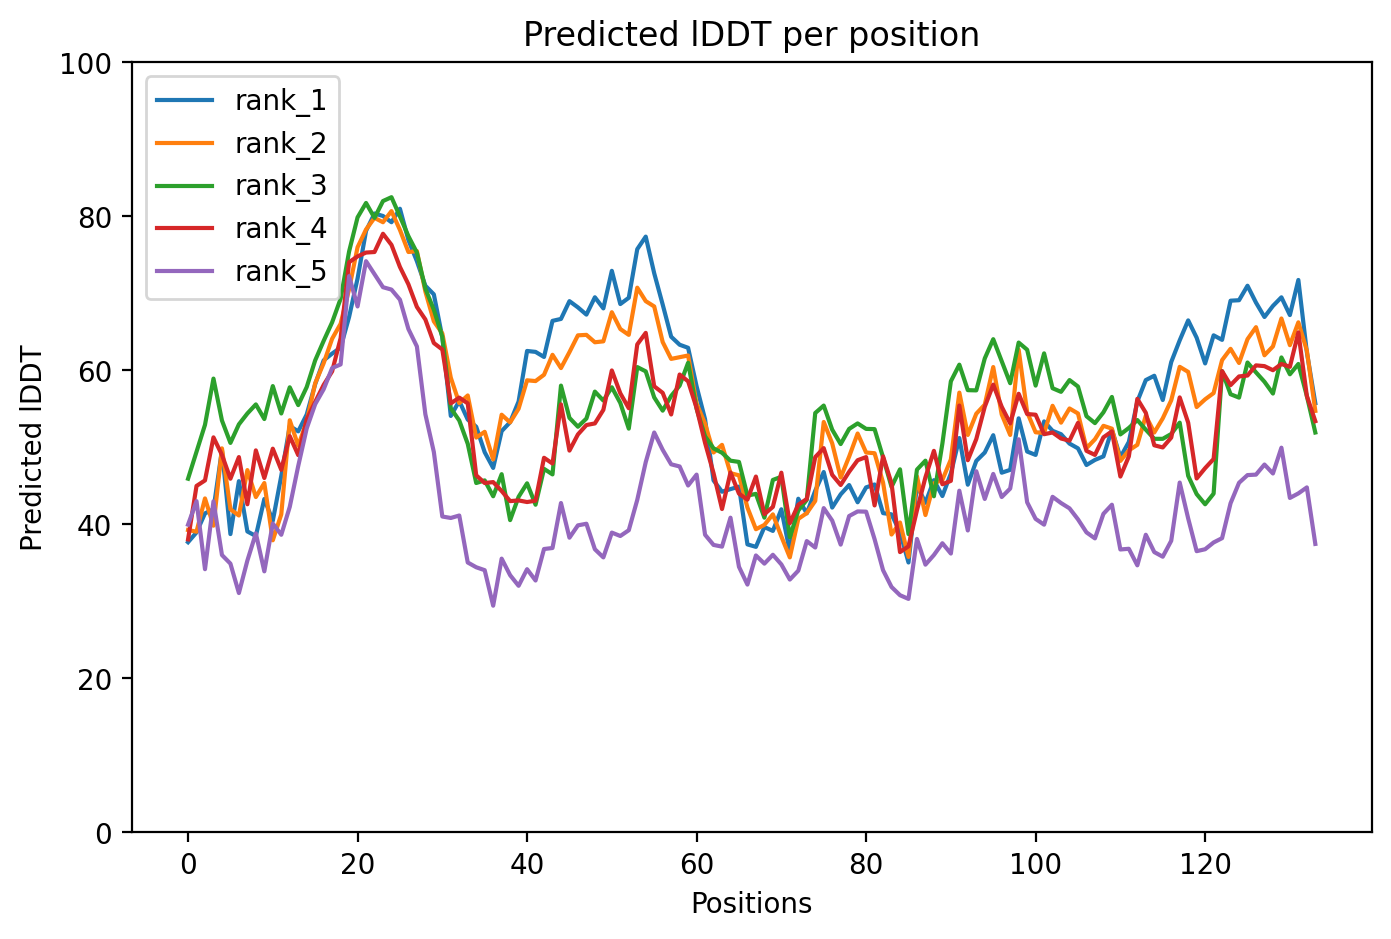 Predicted lDDT per position
100
80
60
40
20
0
Predicted lDDT
rank_1
rank_2
rank_3
rank_4
rank_5
0 20 40 60 80 100 120
Positions